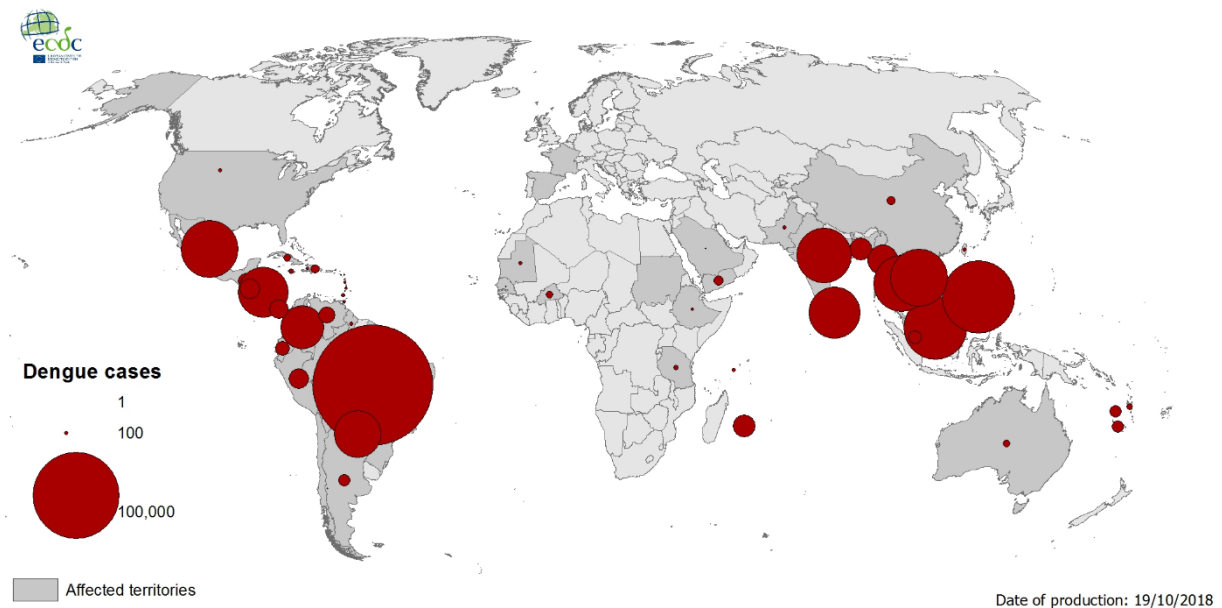 ecdc
Dengue cases
1
100
100,000
Affected territories
Date of production: 19/10/2018